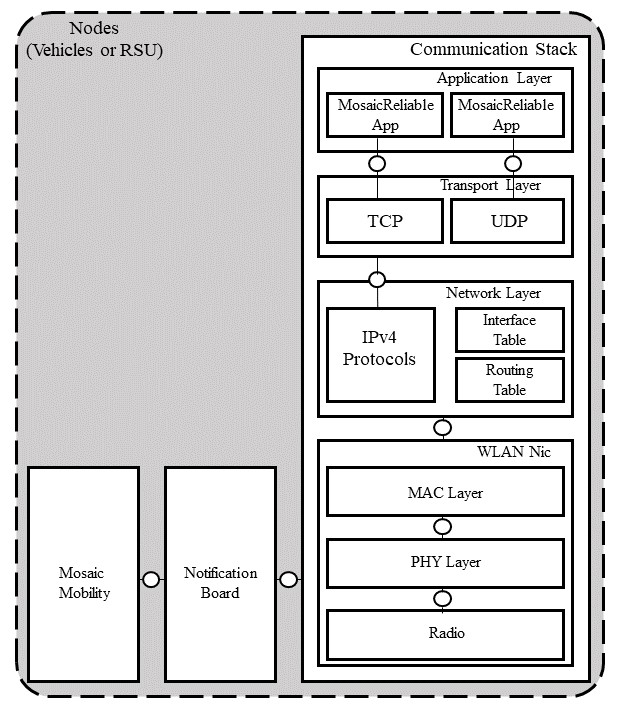 Nodes
(Vehicles or RSU)
Communication Stack
Application Layer
MosaicReliable
App
MosaicReliable
App
Transport Layer
TCP
UDP
Network Layer
IPv4
Protocols
Interface
Table
Routing
Table
WLAN Nic
MAC Layer
PHY Layer
Radio
Mosaic
Mobility
Notification
Board